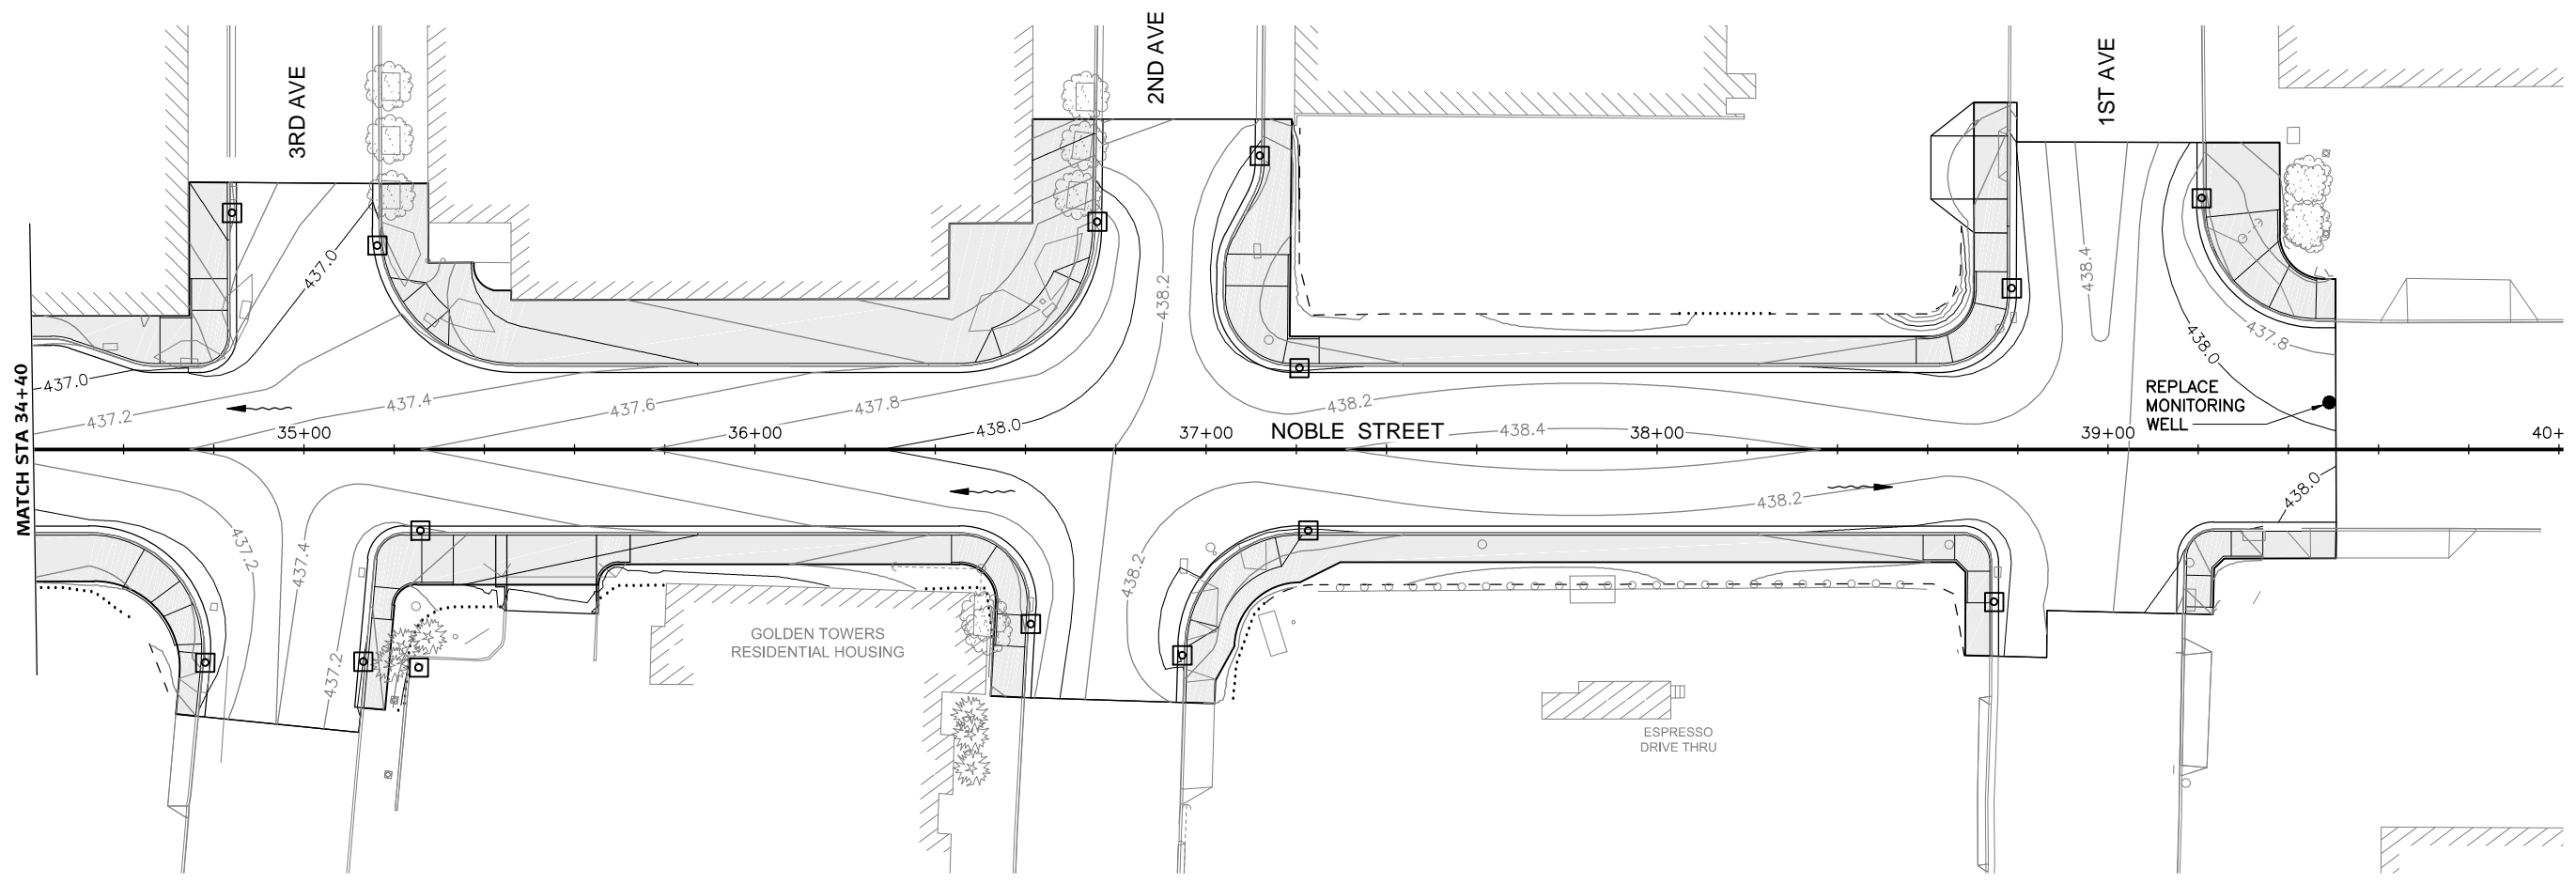 3RD AVE
2ND AVE
1ST AVE
437.0
438.2
438.4
437.8
438.0
437.0
437.2
437.4
437.6
437.8
438.0
438.2
REPLACE
MONITORING
WELL
MATCH STA 34+40
35+00
36+00
37+00
NOBLE STREET
438.4
38+00
39+00
40+
438.2
438.0
437.2
437.4
437.2
438.2
GOLDEN TOWERS
RESIDENTIAL HOUSING
ESPRESSO
DRIVE THRU